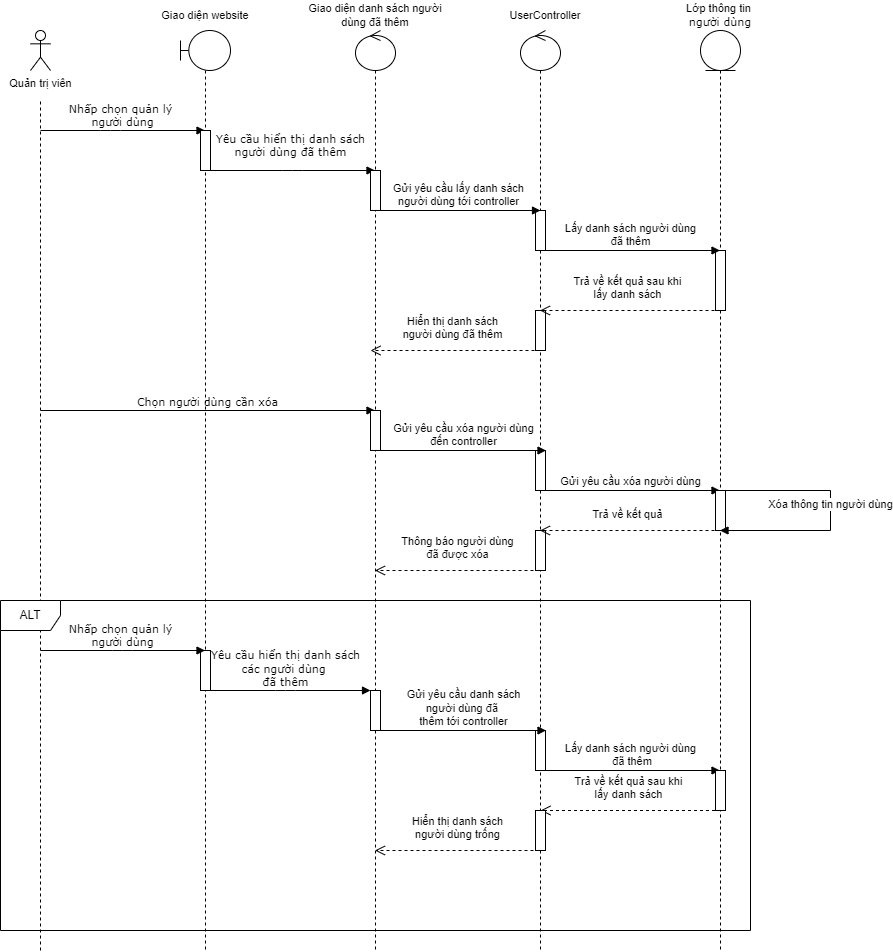 Giao diện website
Giao diện danh sách người
dùng đã thêm
UserController
Lớp thông tin
người dùng
Quản trị viên
Nhấp chọn quản lý
người dùng
Yêu cầu hiển thị danh sách
người dùng đã thêm
Gửi yêu cầu lấy danh sách
người dùng tới controller
Lấy danh sách người dùng
đã thêm
Trả về kết quả sau khi
lấy danh sách
Hiển thị danh sách
người dùng đã thêm
Chọn người dùng cần xóa
Gửi yêu cầu xóa người dùng
đến controller
Gửi yêu cầu xóa người dùng
Xóa thông tin người dùng
Trả về kết quả
Thông báo người dùng
đã được xóa
ALT
Nhấp chọn quản lý
người dùng
Yêu cầu hiển thị danh sách
các người dùng
đã thêm
Gửi yêu cầu danh sách
người dùng đã
thêm tới controller
Lấy danh sách người dùng
đã thêm
Trả về kết quả sau khi
lấy danh sách
Hiển thị danh sách
người dùng trống